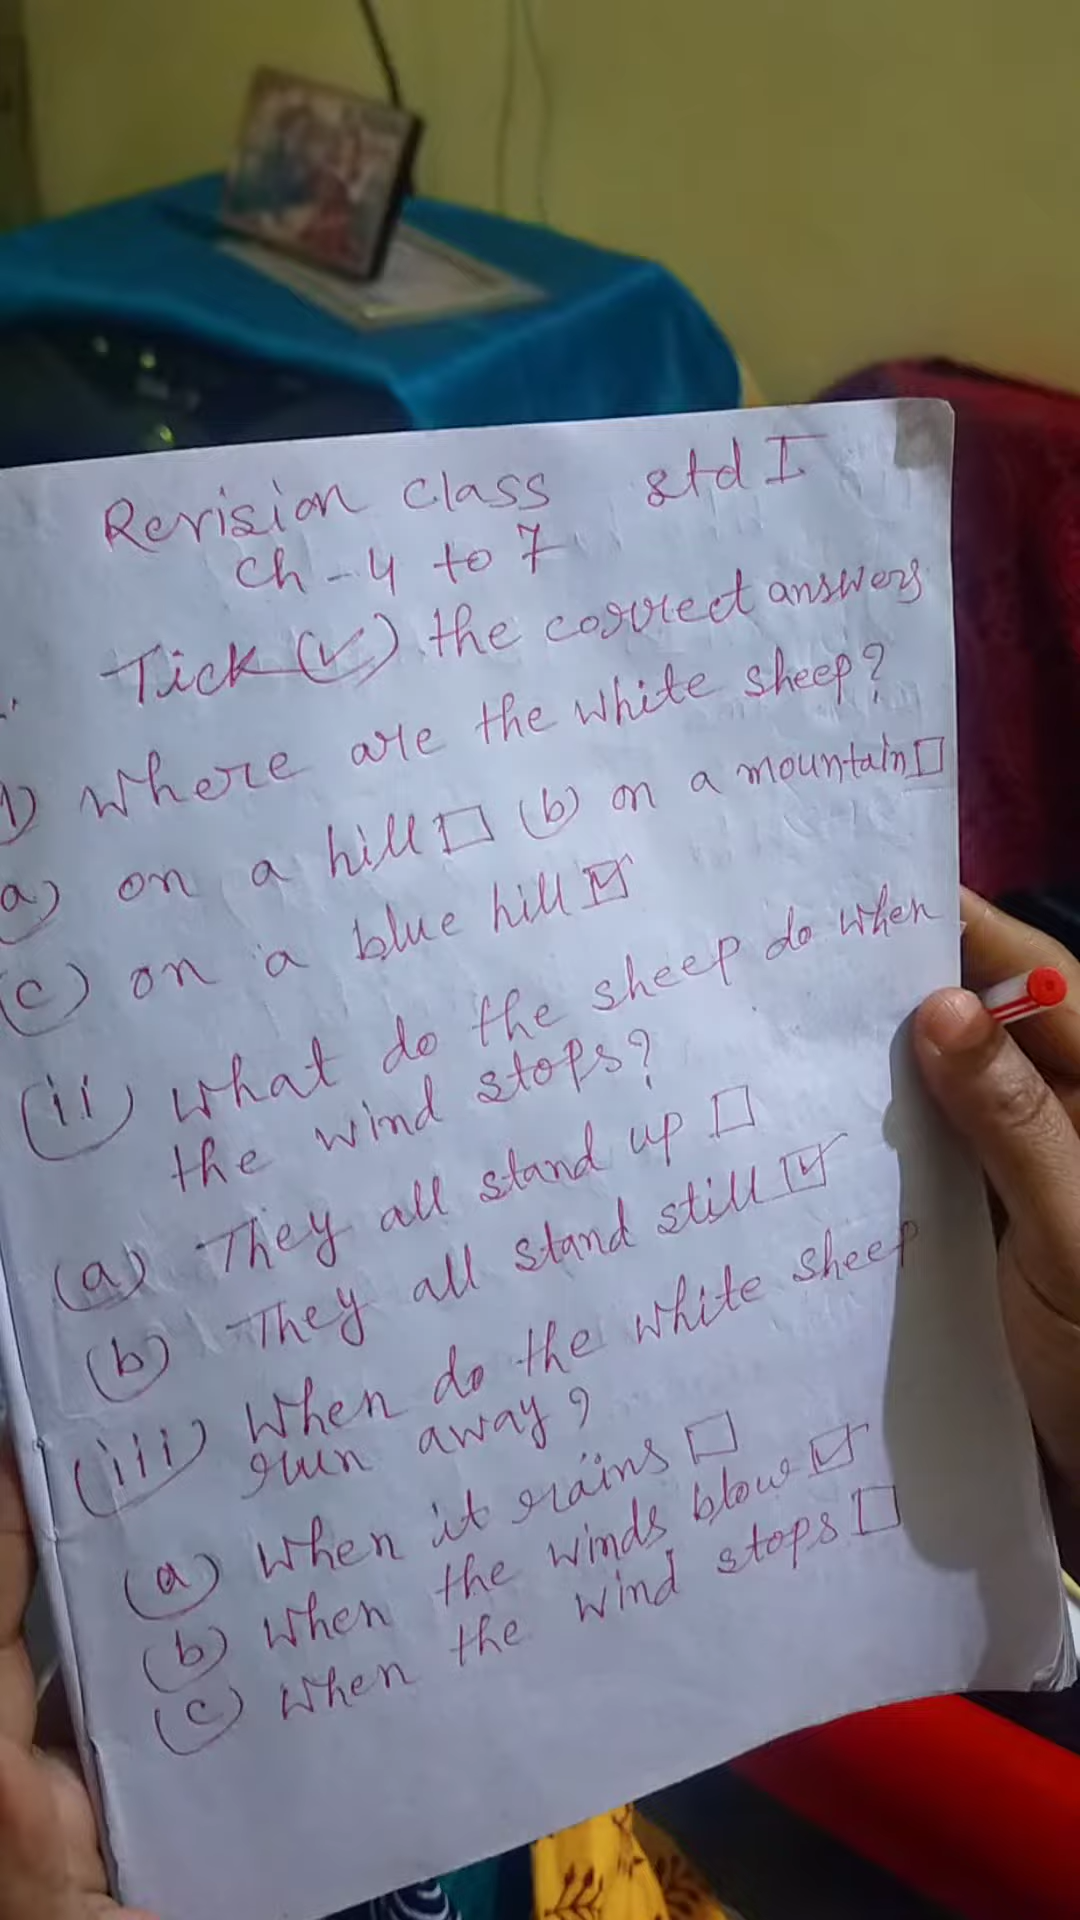 Revision class std I
Ch - 4 to 7
Tick (✓) the correct answers
1) Where are the white sheep?
a) on a hill ☐ (b) on a mountain ☐
(c) on a blue hill ☑
(ii) What do the sheep do when
the wind stops?
(a) They all stand up ☐
(b) They all stand still ☑
(iii) When do the white sheep
run away?
(a) When it rains ☐
(b) When the winds blow ☑
(c) When the wind stops ☐